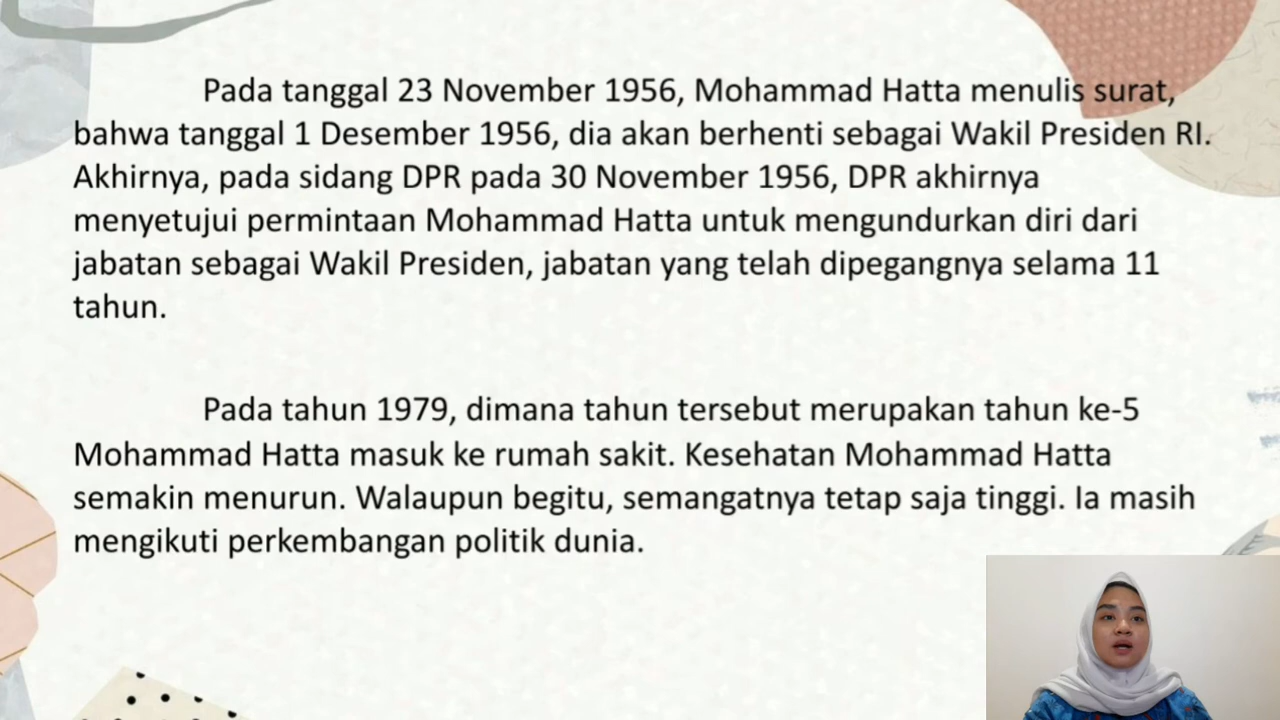 Pada tanggal 23 November 1956, Mohammad Hatta menulis surat,
bahwa tanggal 1 Desember 1956, dia akan berhenti sebagai Wakil Presiden RI.
Akhirnya, pada sidang DPR pada 30 November 1956, DPR akhirnya
menyetujui permintaan Mohammad Hatta untuk mengundurkan diri dari
jabatan sebagai Wakil Presiden, jabatan yang telah dipegangnya selama 11
tahun.
Pada tahun 1979, dimana tahun tersebut merupakan tahun ke-5
Mohammad Hatta masuk ke rumah sakit. Kesehatan Mohammad Hatta
semakin menurun. Walaupun begitu, semangatnya tetap saja tinggi. Ia masih
mengikuti perkembangan politik dunia.